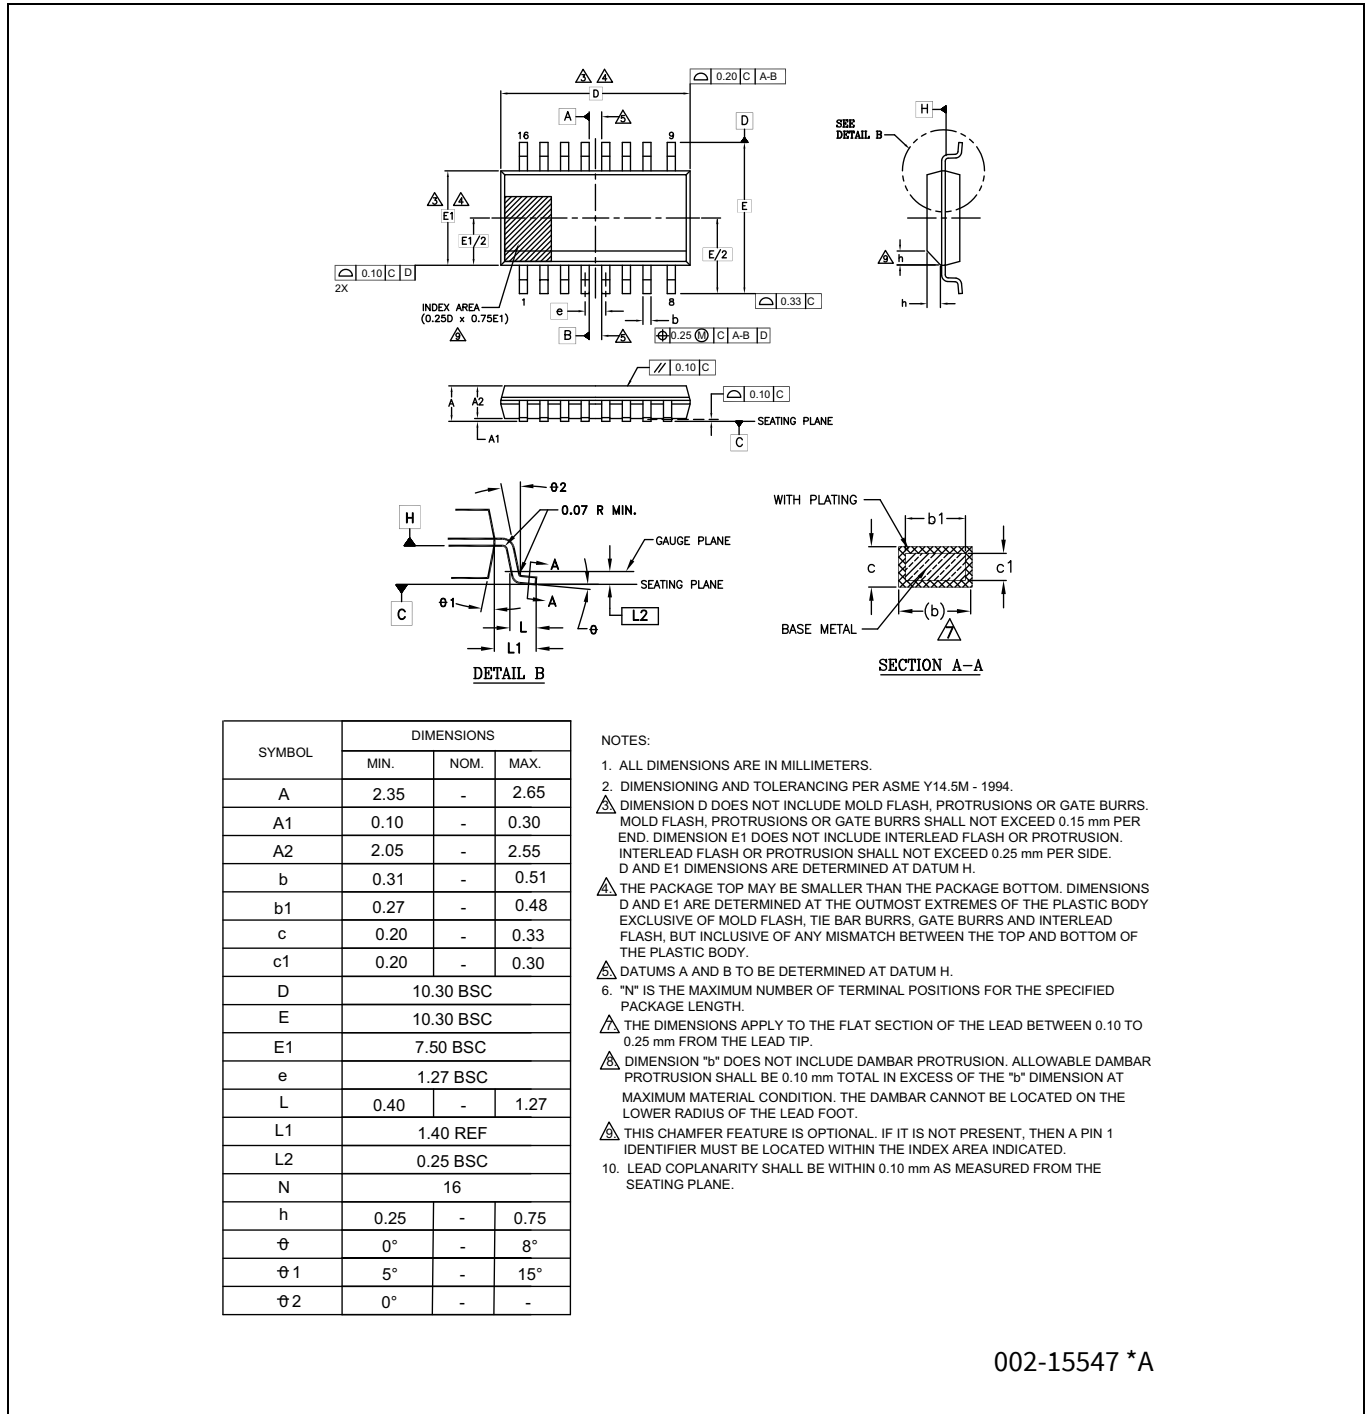 3 4
D
0.20 C A-B
A 5
D
16 9
3 4
E1
E1/2
E
E/2
0.10 C D
2X
INDEX AREA
(0.25D x 0.75E1)
9
1 8
e
b
B 5
0.33 C
0.25 M C A-B D
H
SEE
DETAIL B
9 h
h
// 0.10 C
A A2
A1
0.10 C
SEATING PLANE
C
θ2
0.07 R MIN.
H
GAUGE PLANE
A
SEATING PLANE
C
θ1
A
L2
L
θ
L1
DETAIL B
WITH PLATING
b1
c
c1
(b)
BASE METAL
7
SECTION A-A
SYMBOL DIMENSIONS
MIN. NOM. MAX.
A 2.35 - 2.65
A1 0.10 - 0.30
A2 2.05 - 2.55
b 0.31 - 0.51
b1 0.27 - 0.48
c 0.20 - 0.33
c1 0.20 - 0.30
D 10.30 BSC
E 10.30 BSC
E1 7.50 BSC
e 1.27 BSC
L 0.40 - 1.27
L1 1.40 REF
L2 0.25 BSC
N 16
h 0.25 - 0.75
θ 0° - 8°
θ1 5° - 15°
θ2 0° - -
NOTES:
1. ALL DIMENSIONS ARE IN MILLIMETERS.
2. DIMENSIONING AND TOLERANCING PER ASME Y14.5M - 1994.
3. DIMENSION D DOES NOT INCLUDE MOLD FLASH, PROTRUSIONS OR GATE BURRS.
MOLD FLASH, PROTRUSIONS OR GATE BURRS SHALL NOT EXCEED 0.15 mm PER
END. DIMENSION E1 DOES NOT INCLUDE INTERLEAD FLASH OR PROTRUSION.
INTERLEAD FLASH OR PROTRUSION SHALL NOT EXCEED 0.25 mm PER SIDE.
D AND E1 DIMENSIONS ARE DETERMINED AT DATUM H.
4. THE PACKAGE TOP MAY BE SMALLER THAN THE PACKAGE BOTTOM. DIMENSIONS
D AND E1 ARE DETERMINED AT THE OUTMOST EXTREMES OF THE PLASTIC BODY
EXCLUSIVE OF MOLD FLASH, TIE BAR BURRS, GATE BURRS AND INTERLEAD
FLASH, BUT INCLUSIVE OF ANY MISMATCH BETWEEN THE TOP AND BOTTOM OF
THE PLASTIC BODY.
5. DATUMS A AND B TO BE DETERMINED AT DATUM H.
6. "N" IS THE MAXIMUM NUMBER OF TERMINAL POSITIONS FOR THE SPECIFIED
PACKAGE LENGTH.
7. THE DIMENSIONS APPLY TO THE FLAT SECTION OF THE LEAD BETWEEN 0.10 TO
0.25 mm FROM THE LEAD TIP.
8. DIMENSION "b" DOES NOT INCLUDE DAMBAR PROTRUSION. ALLOWABLE DAMBAR
PROTRUSION SHALL BE 0.10 mm TOTAL IN EXCESS OF THE "b" DIMENSION AT
MAXIMUM MATERIAL CONDITION. THE DAMBAR CANNOT BE LOCATED ON THE
LOWER RADIUS OF THE LEAD FOOT.
9. THIS CHAMFER FEATURE IS OPTIONAL. IF IT IS NOT PRESENT, THEN A PIN 1
IDENTIFIER MUST BE LOCATED WITHIN THE INDEX AREA INDICATED.
10. LEAD COPLANARITY SHALL BE WITHIN 0.10 mm AS MEASURED FROM THE
SEATING PLANE.
002-15547 *A